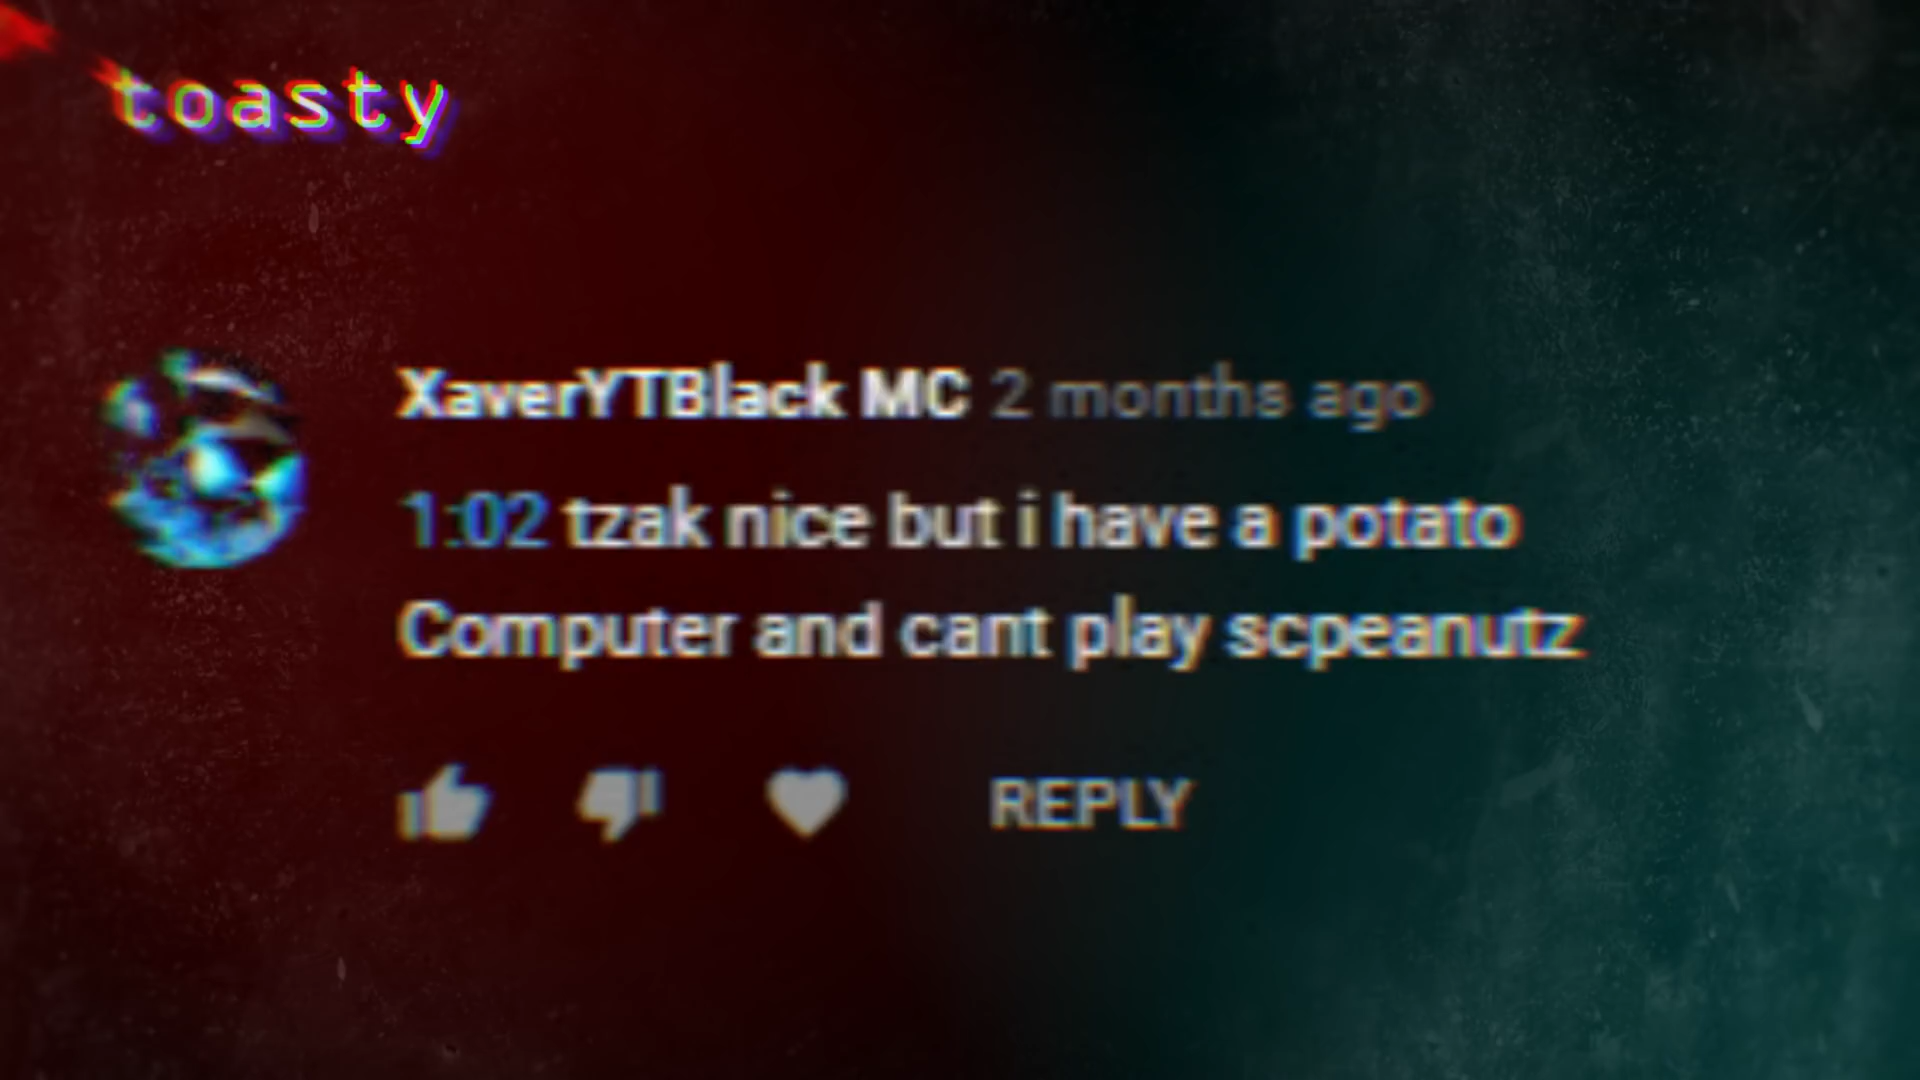 toasty
XaverYTBlack MC 2 months ago
1:02 tzak nice but i have a potato
Computer and cant play scpeanutz
REPLY